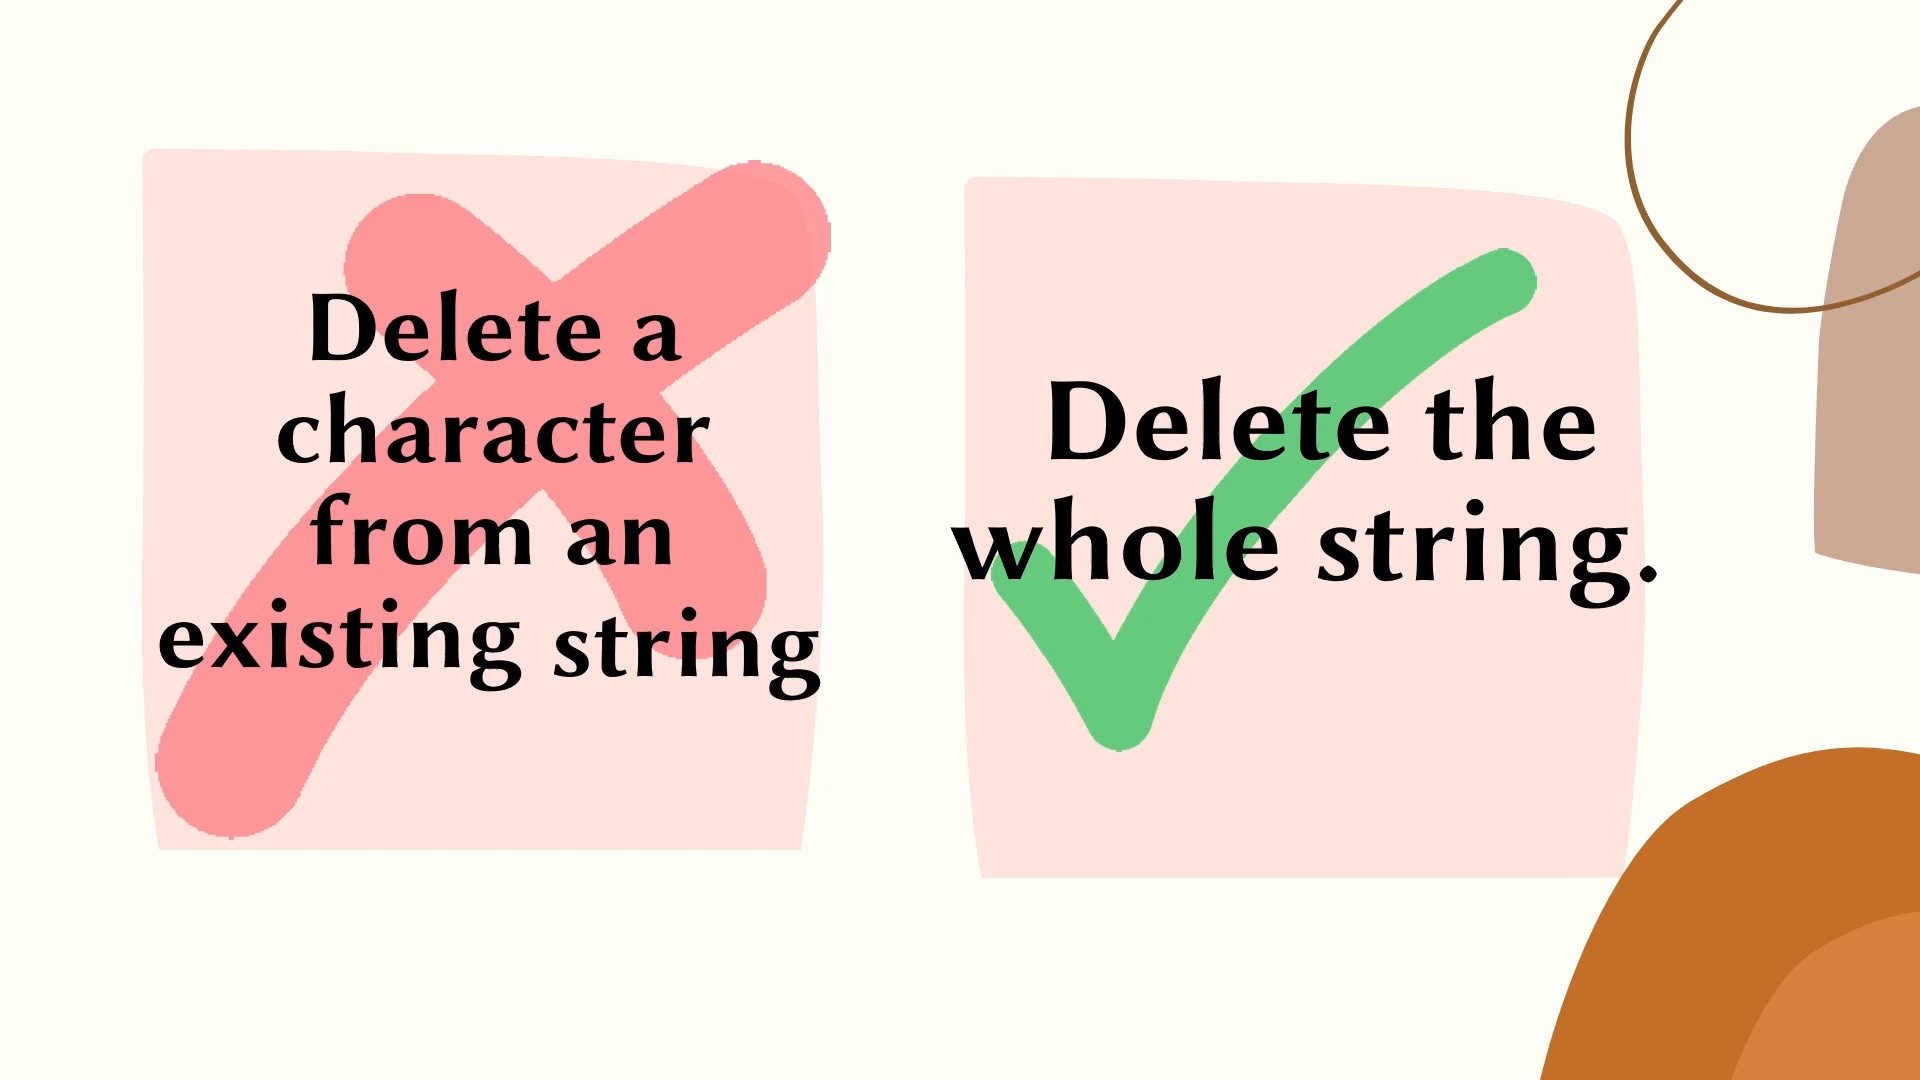 Delete a
character
from an
existing string
Delete the
whole string.